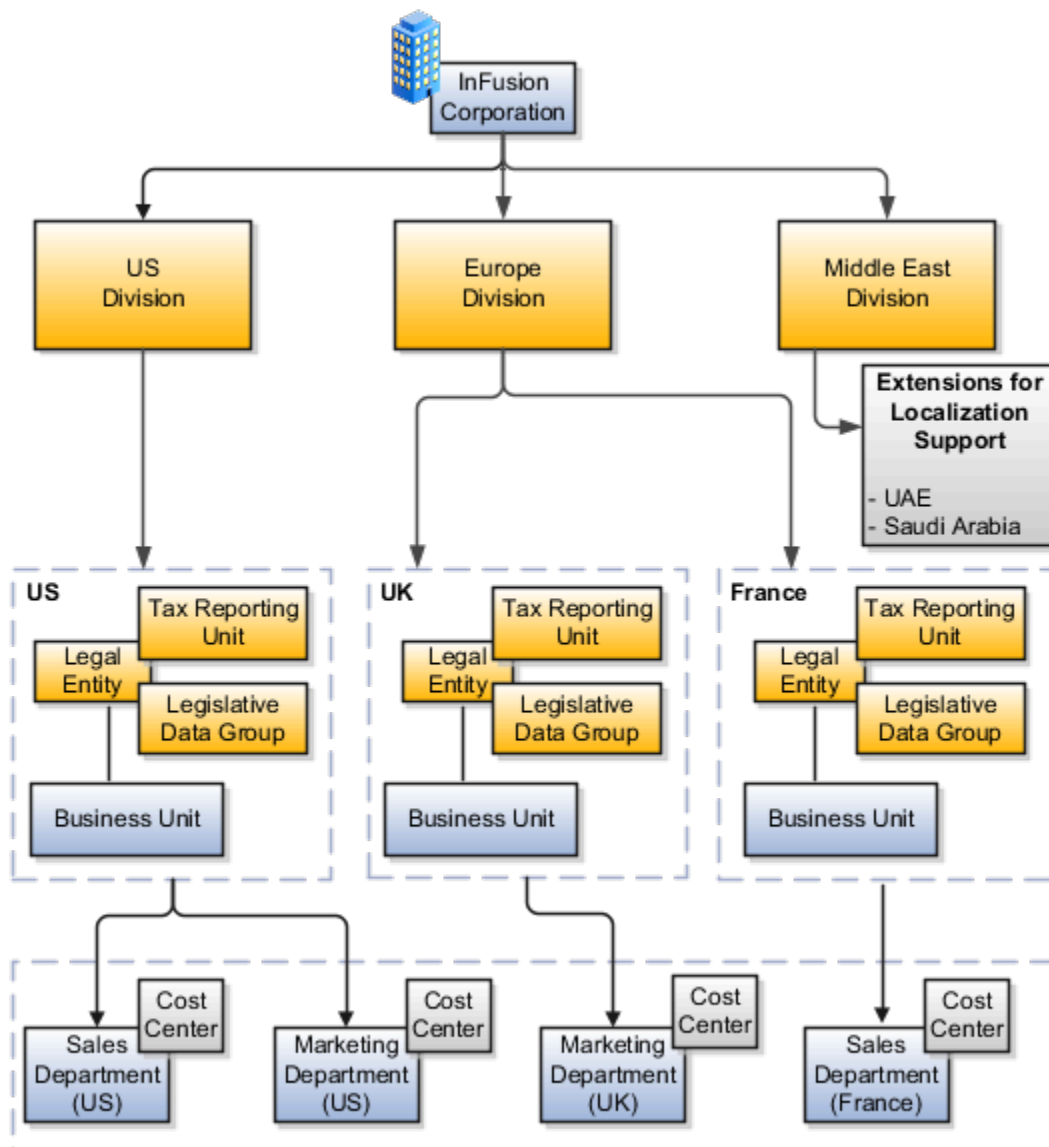 InFusion
Corporation
US
Division
Europe
Division
Middle East
Division
Extensions for
Localization
Support
- UAE
- Saudi Arabia
US
Tax Reporting
Unit
Legal
Entity
Legislative
Data Group
Business Unit
UK
Tax Reporting
Unit
Legal
Entity
Legislative
Data Group
Business Unit
France
Tax Reporting
Unit
Legal
Entity
Legislative
Data Group
Business Unit
Cost
Center
Sales
Department
(US)
Cost
Center
Marketing
Department
(US)
Cost
Center
Marketing
Department
(UK)
Cost
Center
Sales
Department
(France)